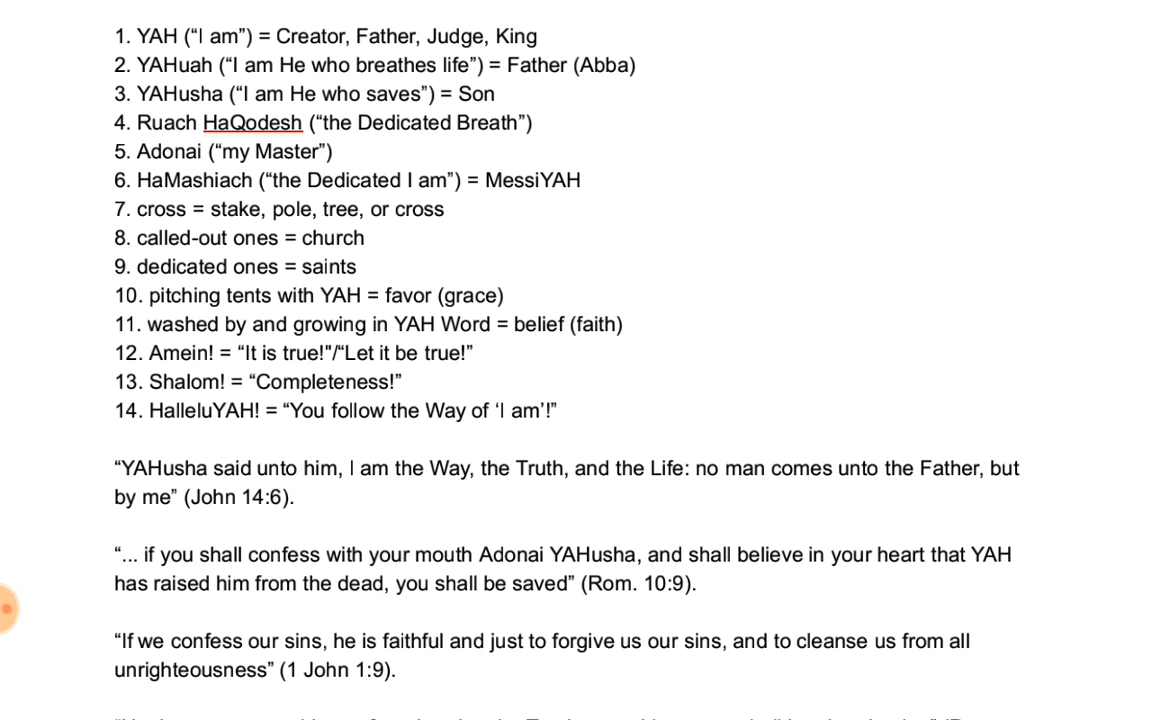 1. YAH (“I am”) = Creator, Father, Judge, King
2. YAHuah (“I am He who breathes life”) = Father (Abba)
3. YAHusha (“I am He who saves”) = Son
4. Ruach HaQodesh (“the Dedicated Breath”)
5. Adonai (“my Master”)
6. HaMashiach (“the Dedicated I am”) = MessiYAH
7. cross = stake, pole, tree, or cross
8. called-out ones = church
9. dedicated ones = saints
10. pitching tents with YAH = favor (grace)
11. washed by and growing in YAH Word = belief (faith)
12. Amein! = “It is true!"/“Let it be true!”
13. Shalom! = “Completeness!”
14. HalleluYAH! = “You follow the Way of ‘I am’!”
“YAHusha said unto him, I am the Way, the Truth, and the Life: no man comes unto the Father, but
by me” (John 14:6).
“... if you shall confess with your mouth Adonai YAHusha, and shall believe in your heart that YAH
has raised him from the dead, you shall be saved” (Rom. 10:9).
“If we confess our sins, he is faithful and just to forgive us our sins, and to cleanse us from all
unrighteousness” (1 John 1:9).